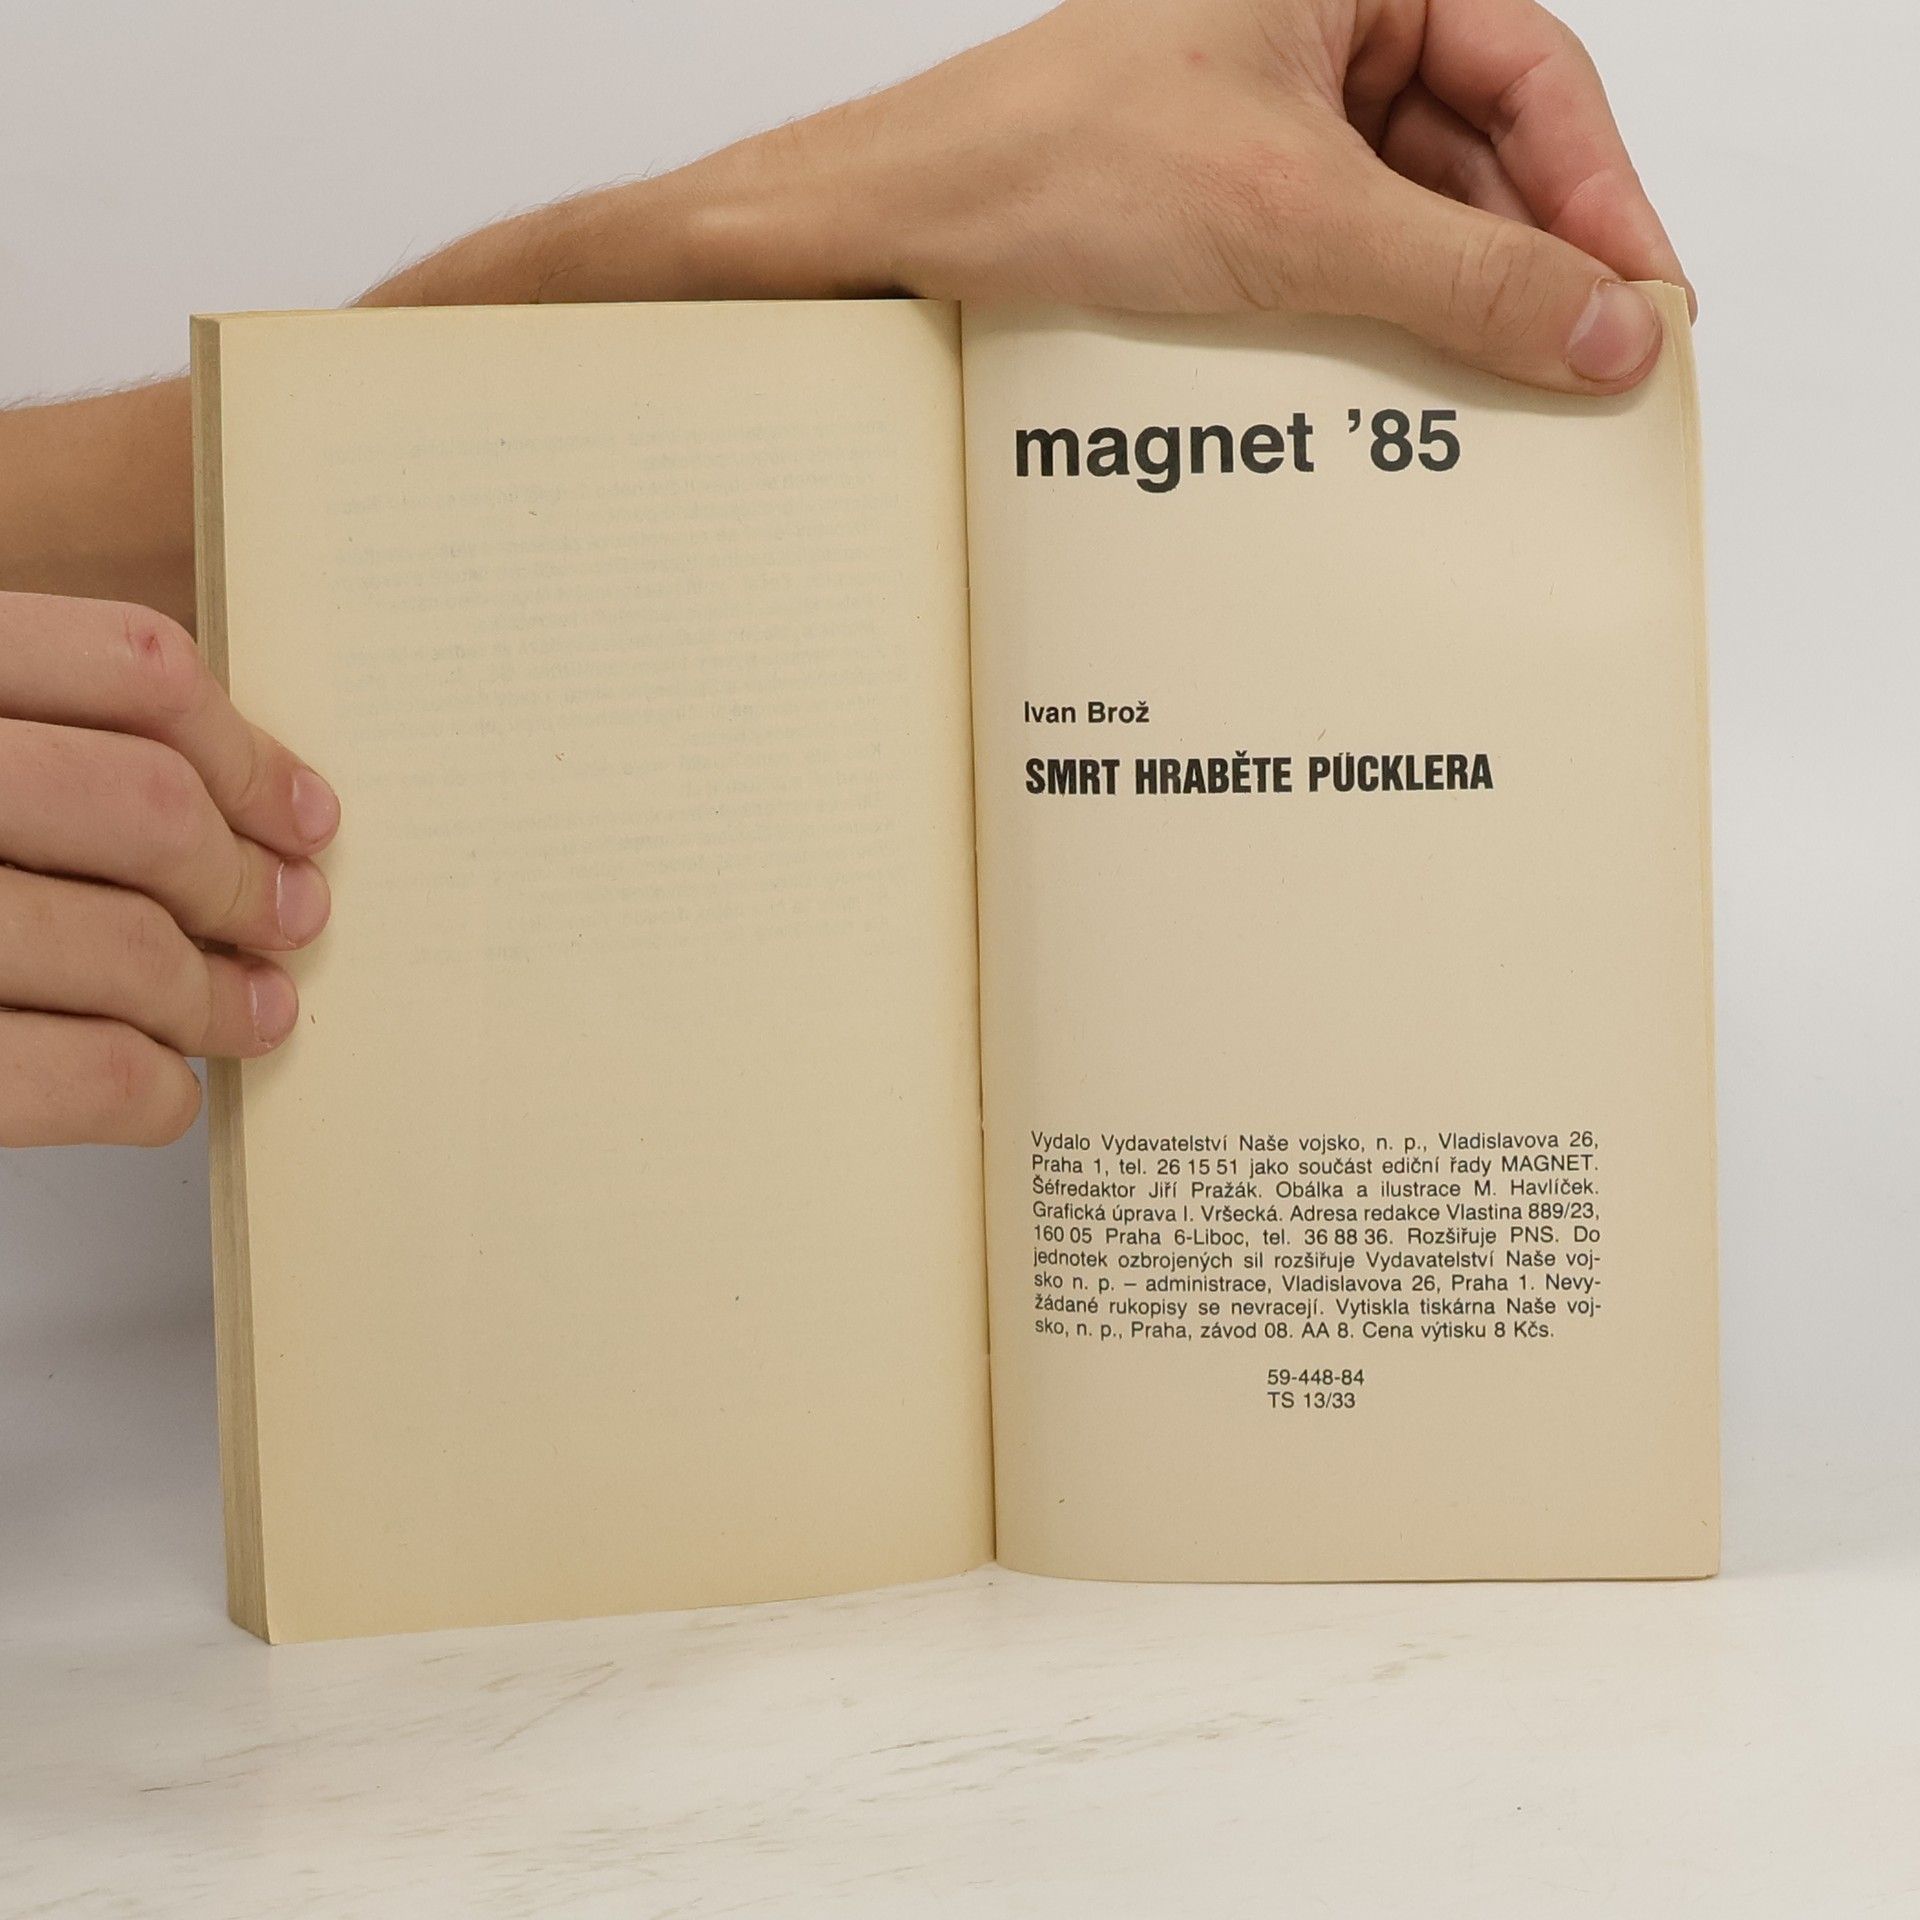 magnet ’85
Ivan Brož
SMRT HRABĚTE PÜCKLERA
Vydalo Vydavatelství Naše vojsko, n. p., Vladislavova 26,
Praha 1, tel. 26 15 51 jako součást ediční řady MAGNET.
Šéfredaktor Jiří Pražák. Obálka a ilustrace M. Havlíček.
Grafická úprava I. Vršecká. Adresa redakce Vlastina 889/23,
160 05 Praha 6-Liboc, tel. 36 88 36. Rozšiřuje PNS. Do
jednotek ozbrojených sil rozšiřuje Vydavatelství Naše voj-
sko n. p. – administrace, Vladislavova 26, Praha 1. Nevy-
žádané rukopisy se nevracejí. Vytiskla tiskárna Naše voj-
sko, n. p., Praha, závod 08. AA 8. Cena výtisku 8 Kčs.
59-448-84
TS 13/33